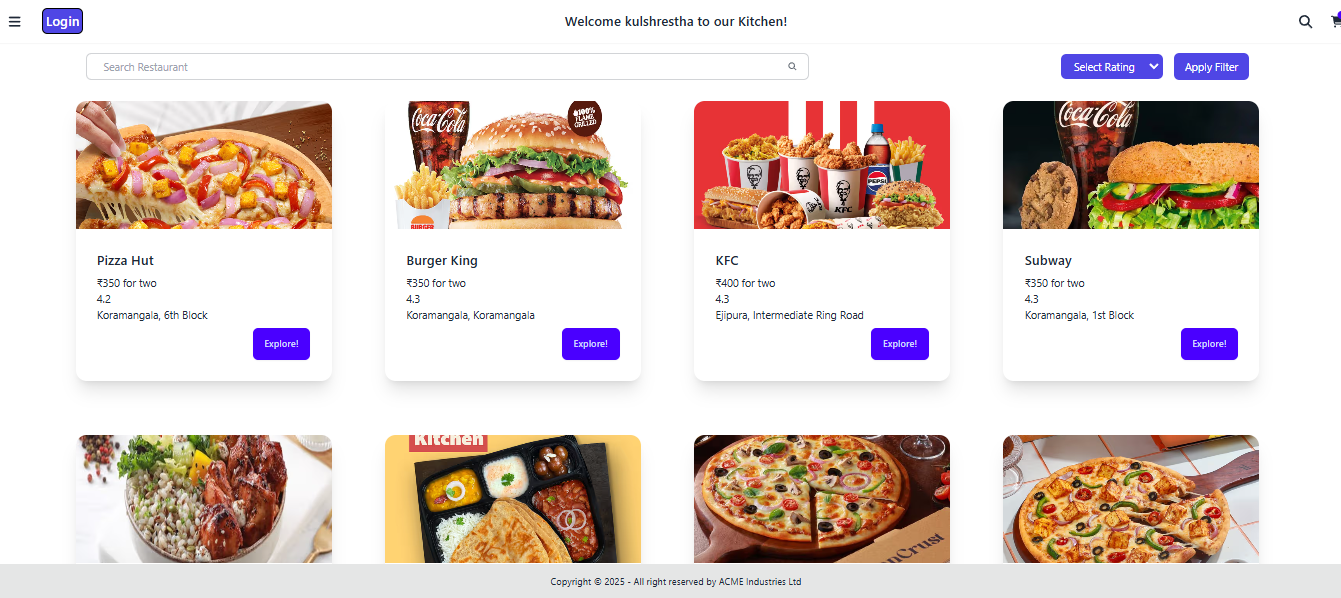 Login
Welcome kulshrestha to our Kitchen!
Search Restaurant
Select Rating
Apply Filter
Coca-Cola
100%
FLAME
GRILLED
BURGER
PEPSI
KFC
Coca-Cola
Pizza Hut
₹350 for two
4.2
Koramangala, 6th Block
Explore!
Burger King
₹350 for two
4.3
Koramangala, Koramangala
Explore!
KFC
₹400 for two
4.3
Ejipura, Intermediate Ring Road
Explore!
Subway
₹350 for two
4.3
Koramangala, 1st Block
Explore!
Kitchen
Crust
Copyright © 2025 - All right reserved by ACME Industries Ltd